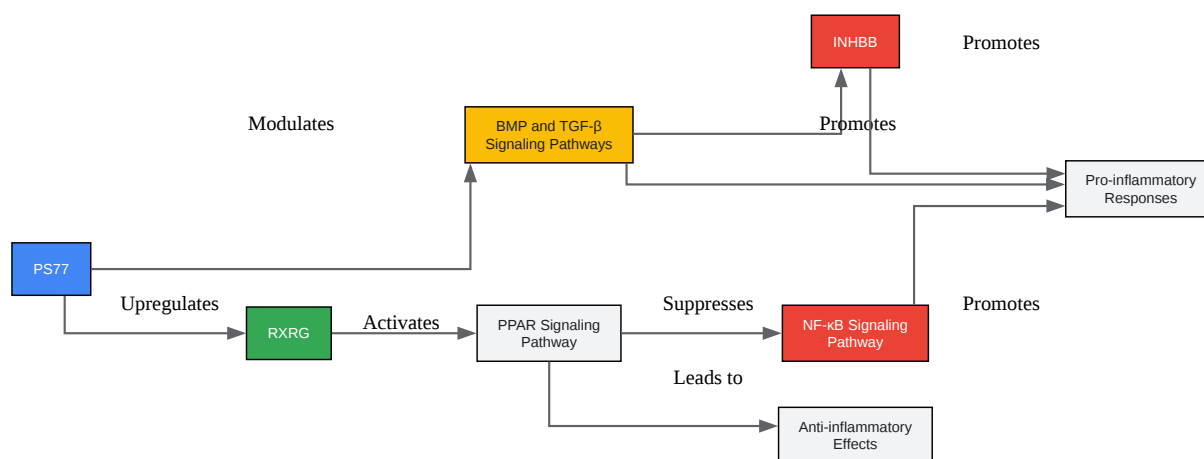 INHBB
Promotes
Modulates
BMP and TGF-β
Signaling Pathways
Promotes
Pro-inflammatory
Responses
PS77
Upregulates
RXRG
Activates
PPAR Signaling
Pathway
Suppresses
NF-κB Signaling
Pathway
Promotes
Leads to
Anti-inflammatory
Effects